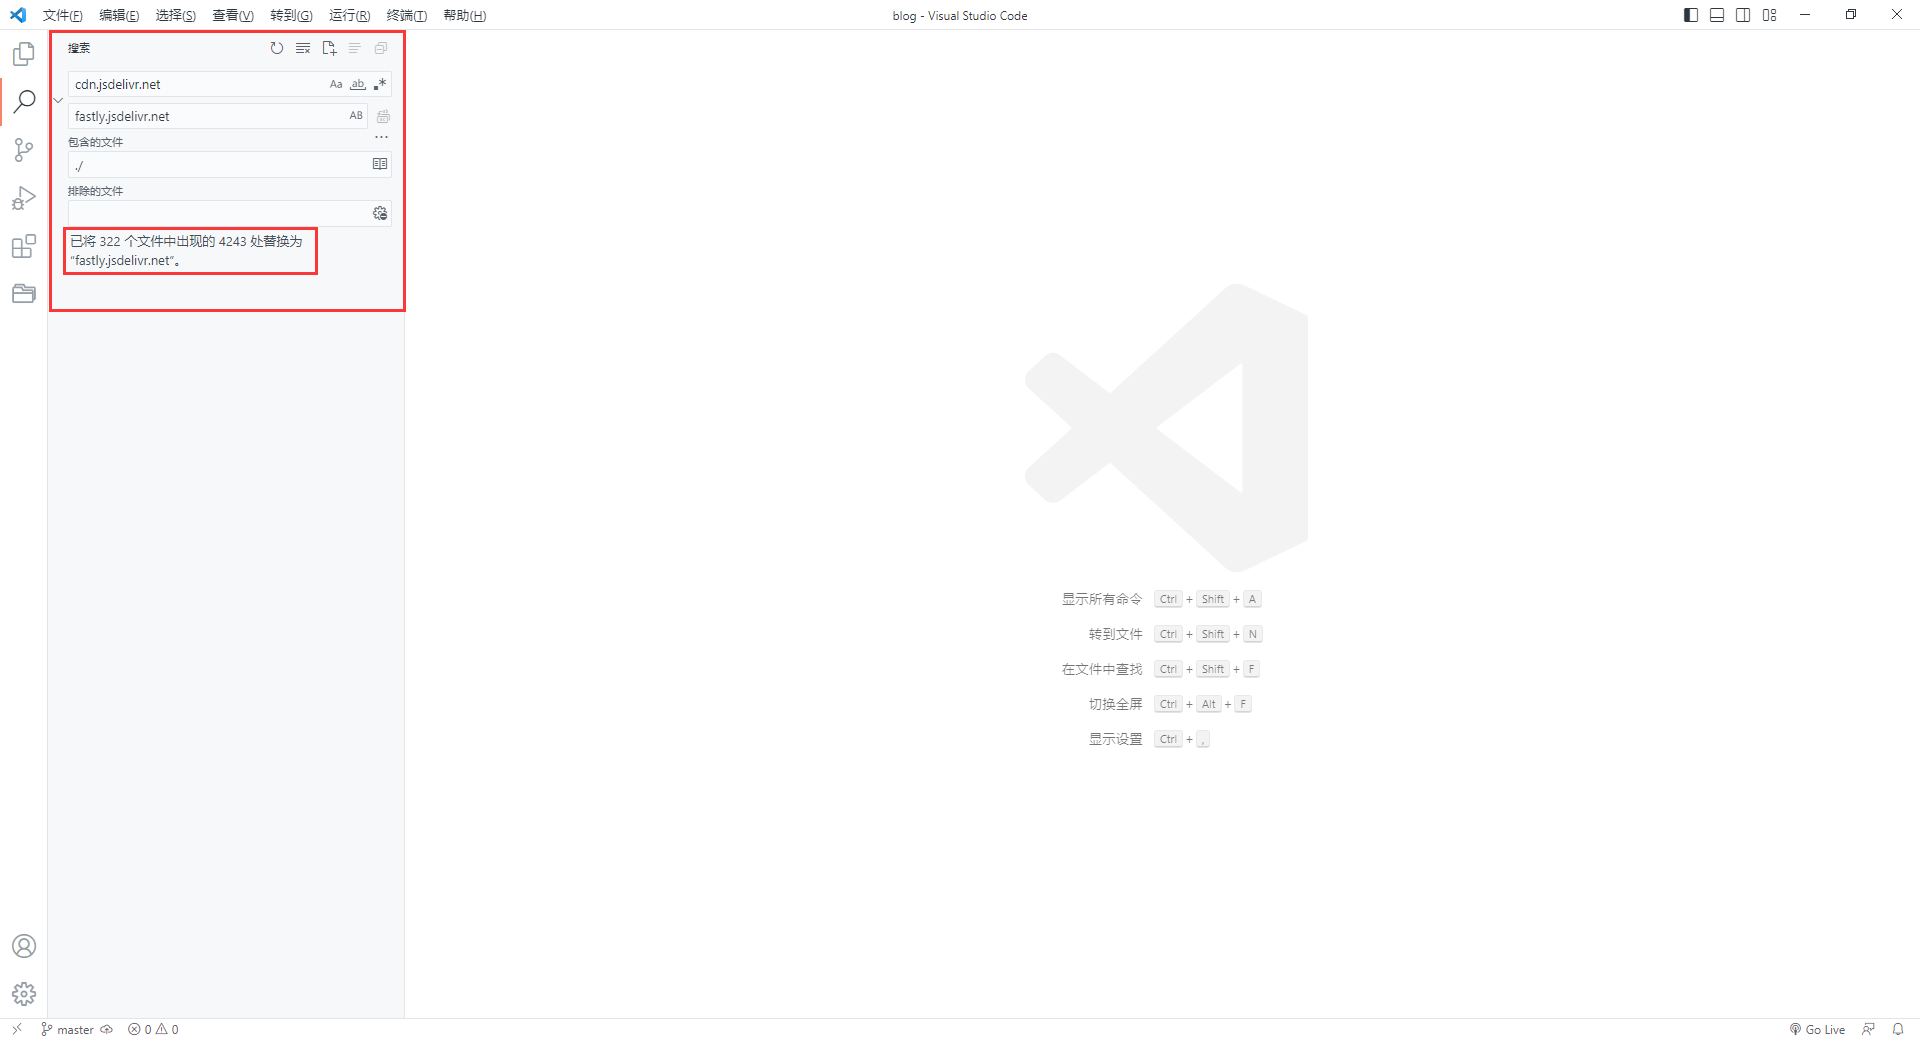 文件(F) 编辑(E) 选择(S) 查看(V) 转到(G) 运行(R) 终端(T) 帮助(H)
blog - Visual Studio Code
搜索
cdn.jsdelivr.net
Aa ab .*
fastly.jsdelivr.net
AB
包含的文件
...
./
排除的文件
已将 322 个文件中出现的 4243 处替换为
“fastly.jsdelivr.net”。
显示所有命令 Ctrl + Shift + A
转到文件 Ctrl + Shift + N
在文件中查找 Ctrl + Shift + F
切换全屏 Ctrl + Alt + F
显示设置 Ctrl + ,
master 0 0
Go Live